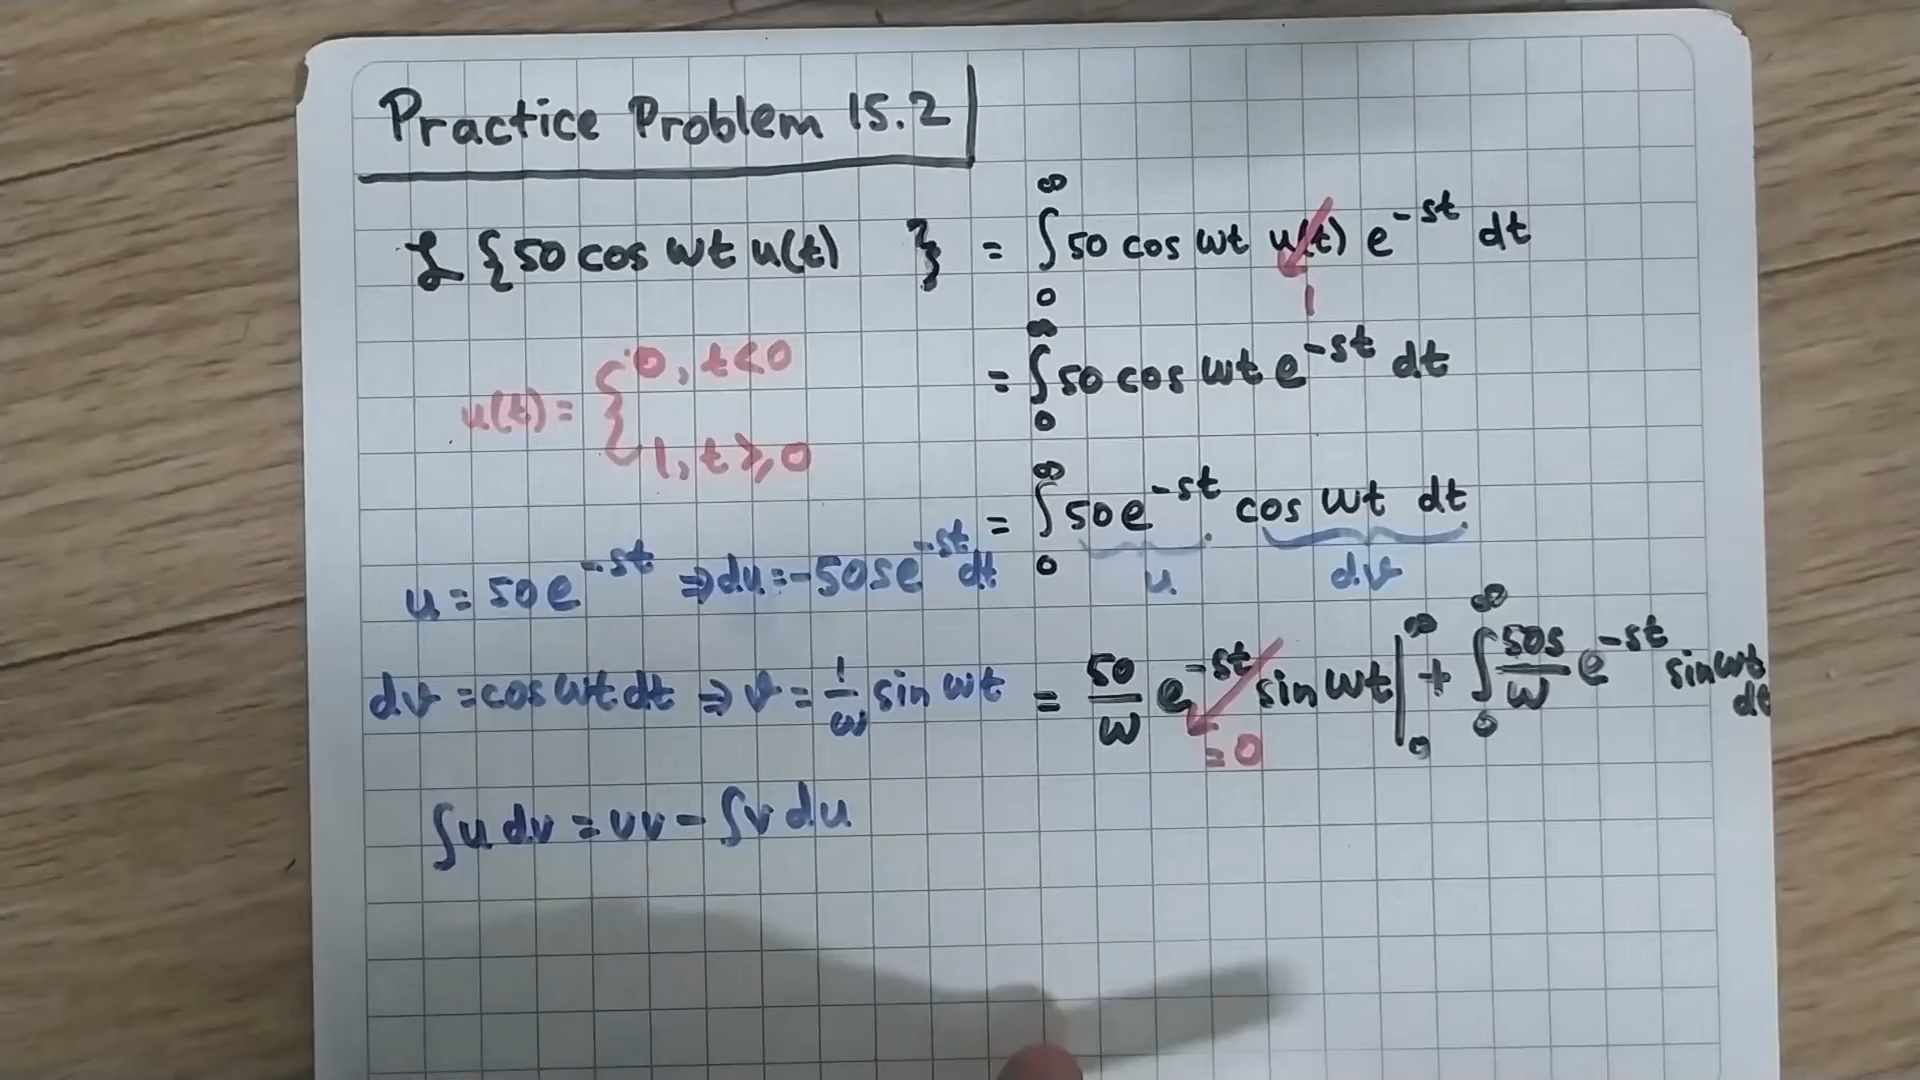 Practice Problem 15.2
ℒ{50 cos ωt u(t) } = ∫₀^∞ 50 cos ωt u(t) e^{-st} dt
1
u(t) = { 0, t<0
1, t≥0
= ∫₀^∞ 50 cos ωt e^{-st} dt
= ∫₀^∞ 50e^{-st} cos ωt dt
u
dv
u = 50e^{-st} ⇒ du = -50se^{-st} dt
dv = cos ωt dt ⇒ v = 1/ω sin ωt
= 50/ω e^{-st} sin ωt |₀^∞ + ∫₀^∞ 50s/ω e^{-st} sin ωt dt
= 0
∫u dv = uv - ∫v du